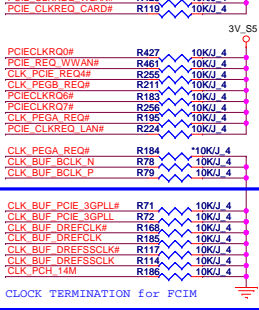 PCIE_CLKREQ_CARD# R119 10K/J_4
3V_S5
PCIECLKRQ0# R427 10K/J_4
PCIE_REQ_WWAN# R461 10K/J_4
CLK_PCIE_REQ4# R255 10K/J_4
CLK_PEGB_REQ# R211 10K/J_4
PCIECLKRQ6# R183 10K/J_4
PCIECLKRQ7# R256 10K/J_4
CLK_PEGA_REQ# R195 10K/J_4
PCIE_CLKREQ_LAN# R224 10K/J_4
CLK_PEGA_REQ# R184 *10K/J_4
CLK_BUF_BCLK_N R78 10K/J_4
CLK_BUF_BCLK_P R79 10K/J_4
CLK_BUF_PCIE_3GPLL# R71 10K/J_4
CLK_BUF_PCIE_3GPLL R72 10K/J_4
CLK_BUF_DREFCLK# R168 10K/J_4
CLK_BUF_DREFCLK R185 10K/J_4
CLK_BUF_DREFSSCLK# R117 10K/J_4
CLK_BUF_DREFSSCLK R114 10K/J_4
CLK_PCH_14M R186 10K/J_4
CLOCK TERMINATION for FCIM